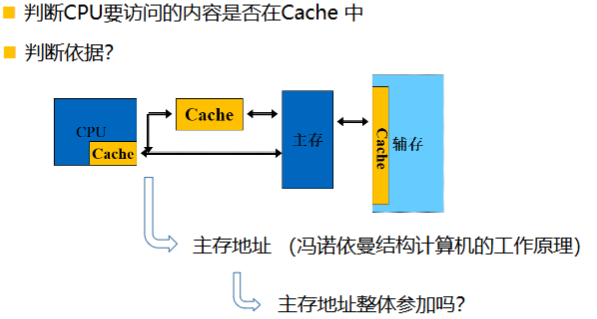 判断CPU要访问的内容是否在Cache 中
判断依据?
CPU
Cache
Cache
主存
Cache
辅存
主存地址 （冯诺依曼结构计算机的工作原理）
主存地址整体参加吗?